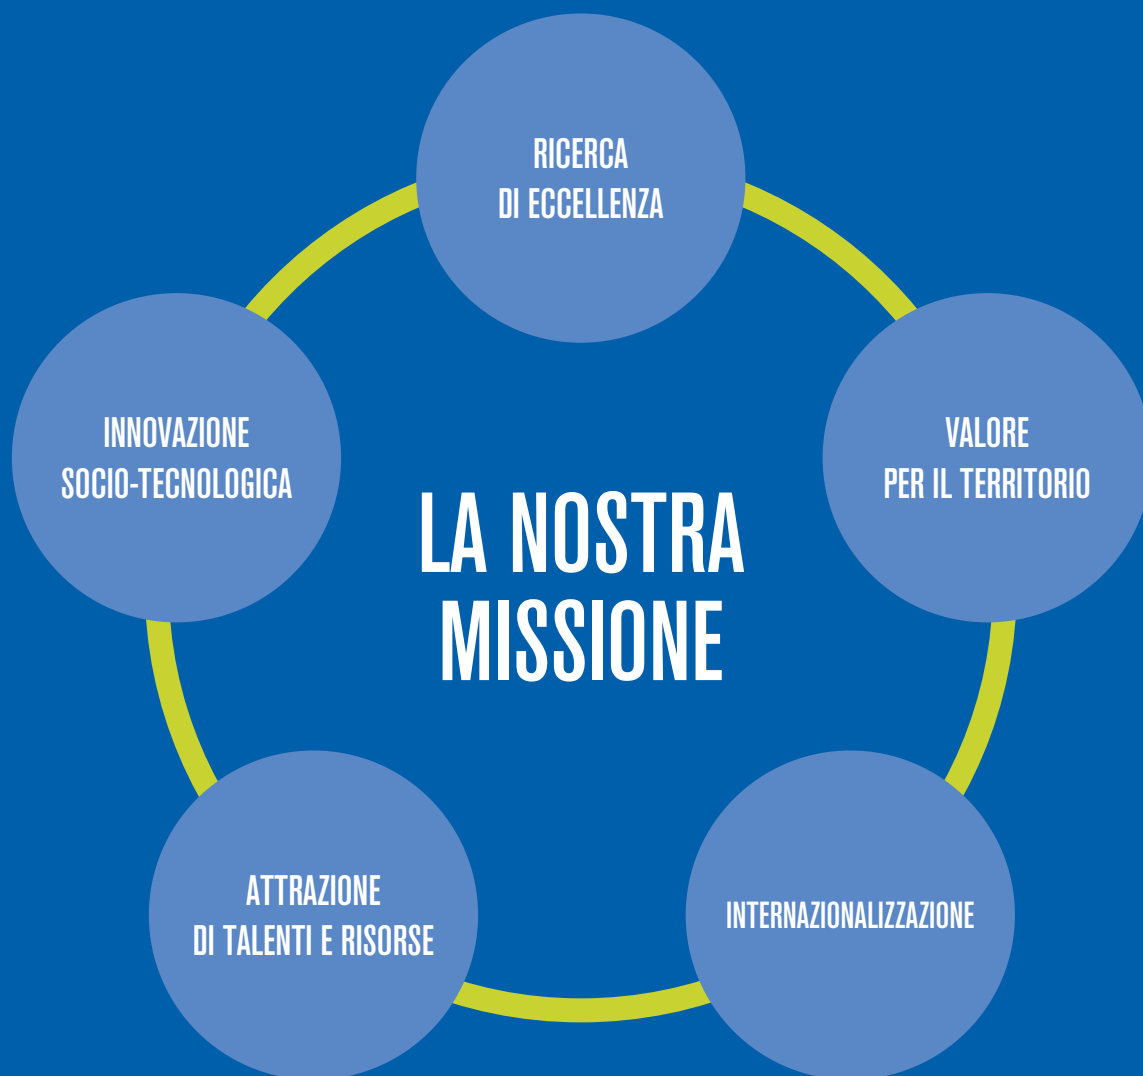 RICERCA
DI ECCELLENZA
INNOVAZIONE
SOCIO-TECNOLOGICA
VALORE
PER IL TERRITORIO
LA NOSTRA
MISSIONE
ATTRAZIONE
DI TALENTI E RISORSE
INTERNAZIONALIZZAZIONE